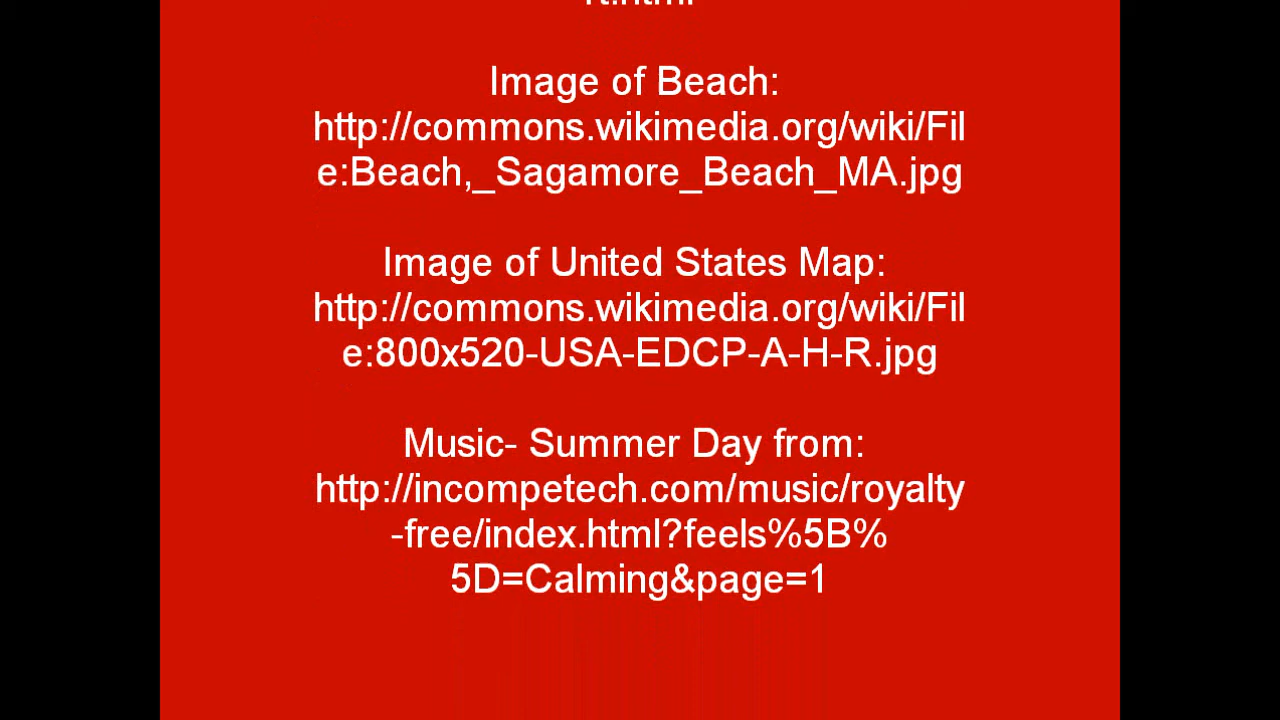 Image of Beach:
http://commons.wikimedia.org/wiki/Fil
e:Beach,_Sagamore_Beach_MA.jpg
Image of United States Map:
http://commons.wikimedia.org/wiki/Fil
e:800x520-USA-EDCP-A-H-R.jpg
Music- Summer Day from:
http://incompetech.com/music/royalty
-free/index.html?feels%5B%
5D=Calming&page=1